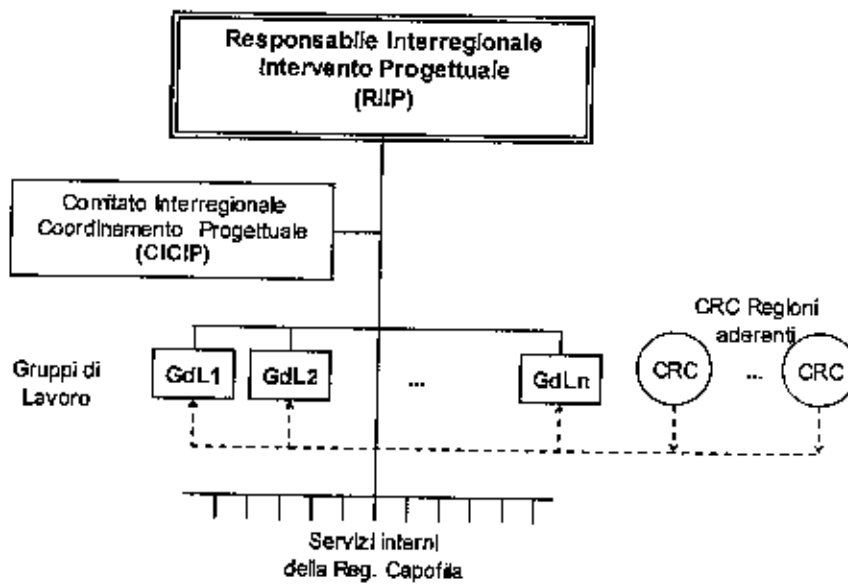 Responsabile Interregionale
Intervento Progettuale
(RIIP)
Comitato Interregionale
Coordinamento Progettuale
(CICIP)
CRC Regioni
aderenti
Gruppi di
Lavoro
GdL1
GdL2
...
GdLn
CRC
...
CRC
Servizi interni
della Reg. Capofila